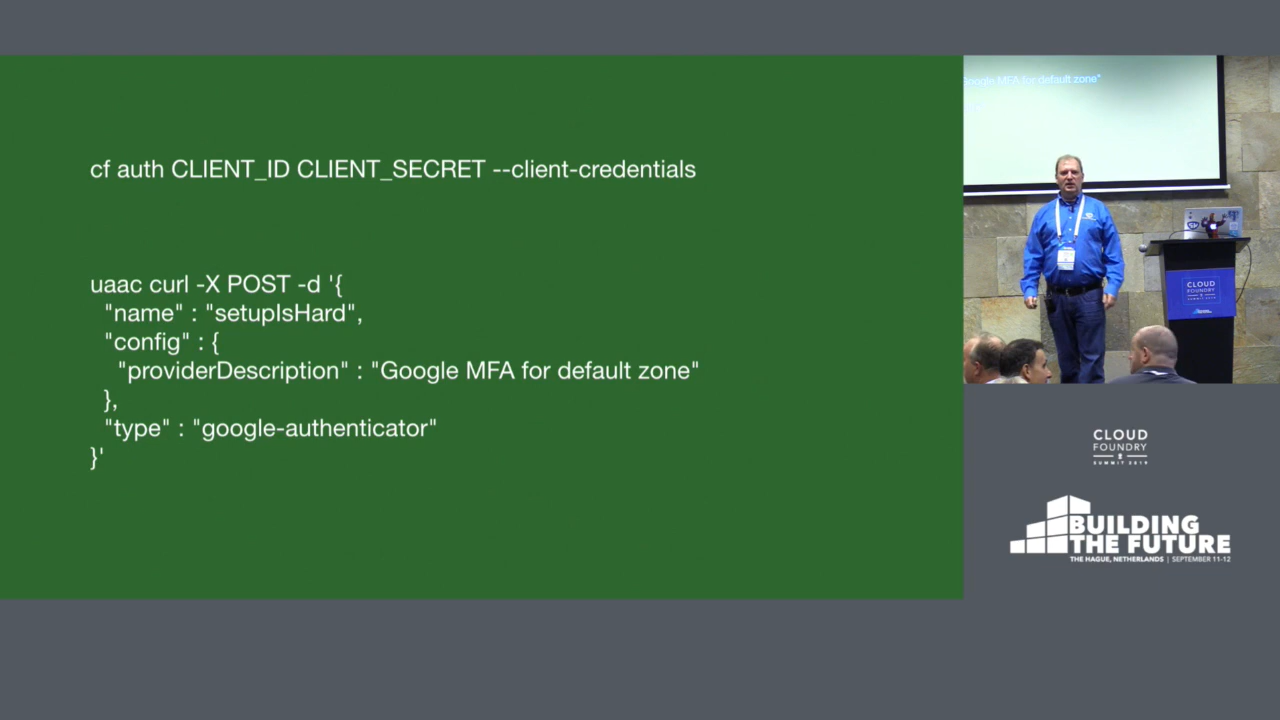 cf auth CLIENT_ID CLIENT_SECRET --client-credentials
uaac curl -X POST -d '{
"name" : "setupIsHard",
"config" : {
"providerDescription" : "Google MFA for default zone"
},
"type" : "google-authenticator"
}'
Google MFA for default zone"
CLOUD
FOUNDRY
CLOUD
FOUNDRY
SUMMIT 2019
BUILDING
THE FUTURE
THE HAGUE, NETHERLANDS | SEPTEMBER 11-12